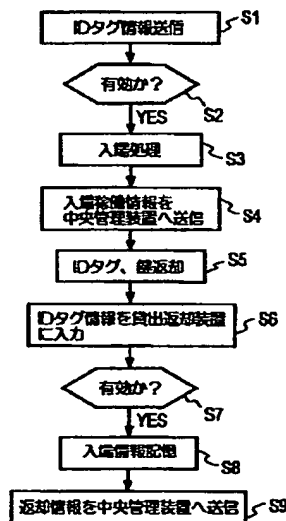 IDタグ情報送信
S1
有効か？
S2
YES
入場処理
S3
入場稼働情報を
中央管理装置へ送信
S4
IDタグ、鍵返却
S5
IDタグ情報を貸出返却装置
に入力
S6
有効か？
S7
YES
入場情報記憶
S8
返却情報を中央管理装置へ送信
S9